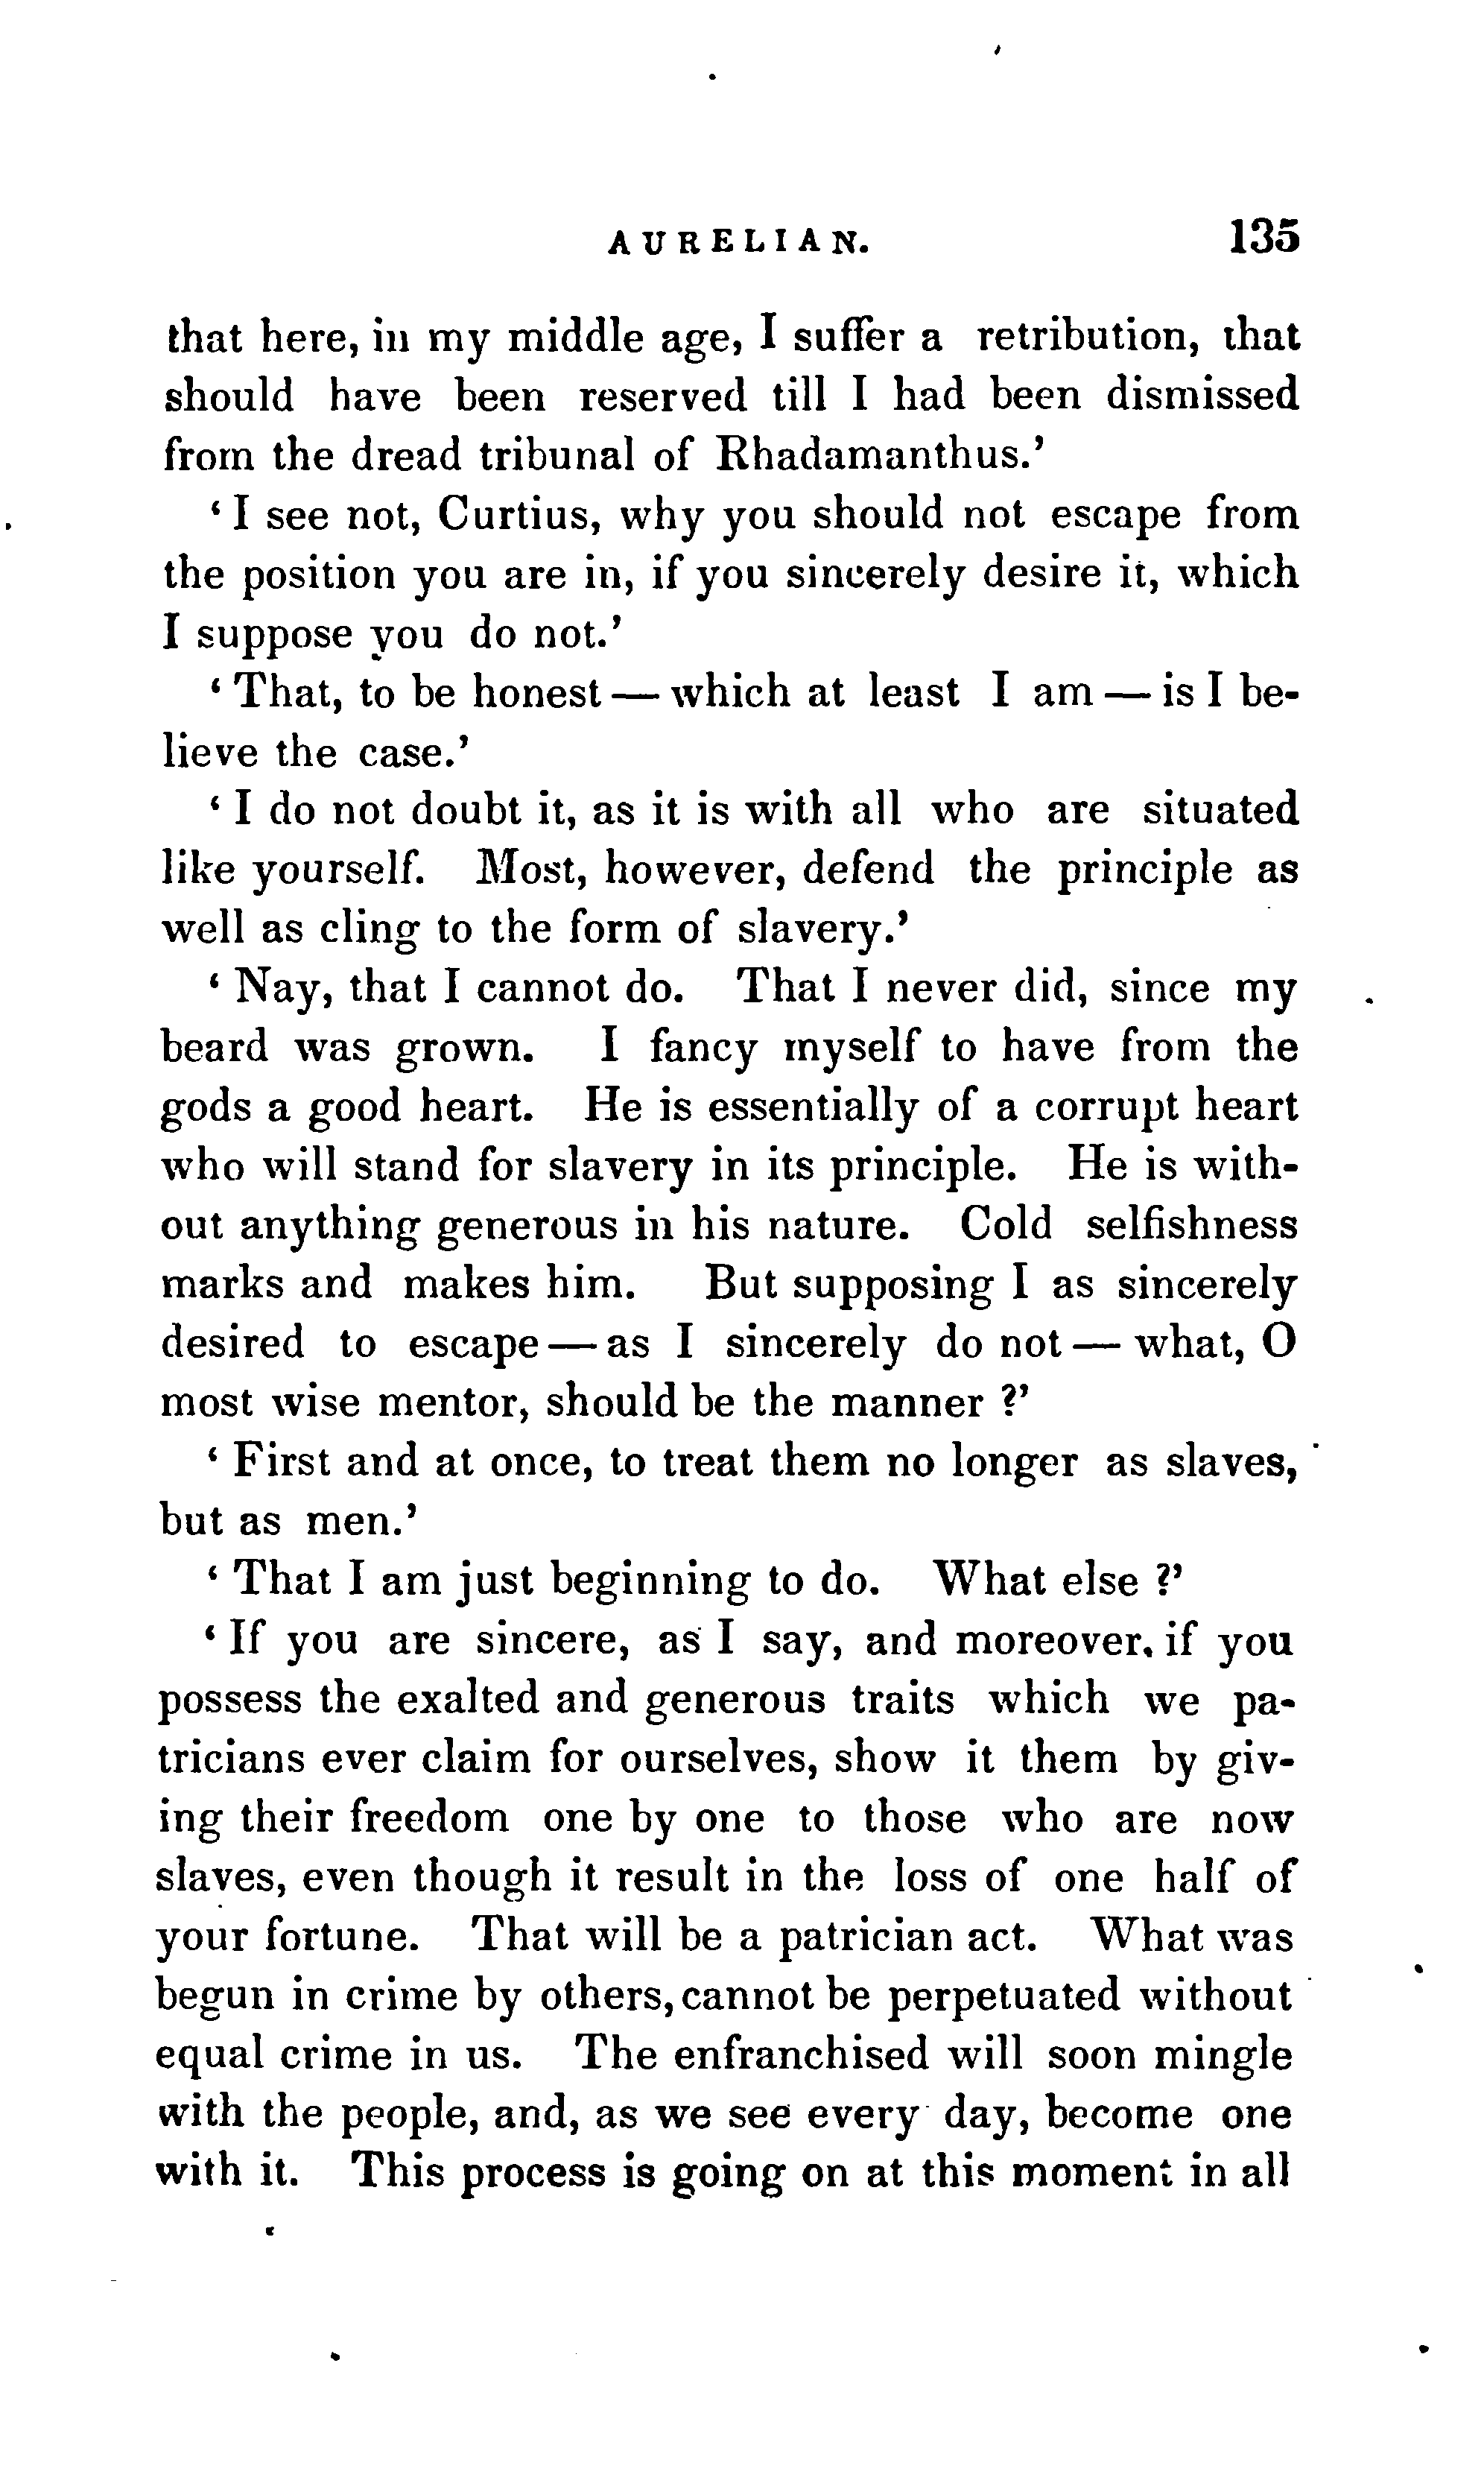 AURELIAN. 135
that here, in my middle age, I suffer a retribution, that
should have been reserved till I had been dismissed
from the dread tribunal of Rhadamanthus.'
‘ I see not, Curtius, why you should not escape from
the position you are in, if you sincerely desire it, which
I suppose you do not.’
‘ That, to be honest — which at least I am — is I be-
lieve the case.’
‘ I do not doubt it, as it is with all who are situated
like yourself. Most, however, defend the principle as
well as cling to the form of slavery.’
‘ Nay, that I cannot do. That I never did, since my
beard was grown. I fancy myself to have from the
gods a good heart. He is essentially of a corrupt heart
who will stand for slavery in its principle. He is with-
out anything generous in his nature. Cold selfishness
marks and makes him. But supposing I as sincerely
desired to escape — as I sincerely do not — what, O
most wise mentor, should be the manner ?’
‘ First and at once, to treat them no longer as slaves,
but as men.’
‘ That I am just beginning to do. What else ?’
‘ If you are sincere, as I say, and moreover, if you
possess the exalted and generous traits which we pa-
tricians ever claim for ourselves, show it them by giv-
ing their freedom one by one to those who are now
slaves, even though it result in the loss of one half of
your fortune. That will be a patrician act. What was
begun in crime by others, cannot be perpetuated without
equal crime in us. The enfranchised will soon mingle
with the people, and, as we see every day, become one
with it. This process is going on at this moment in all